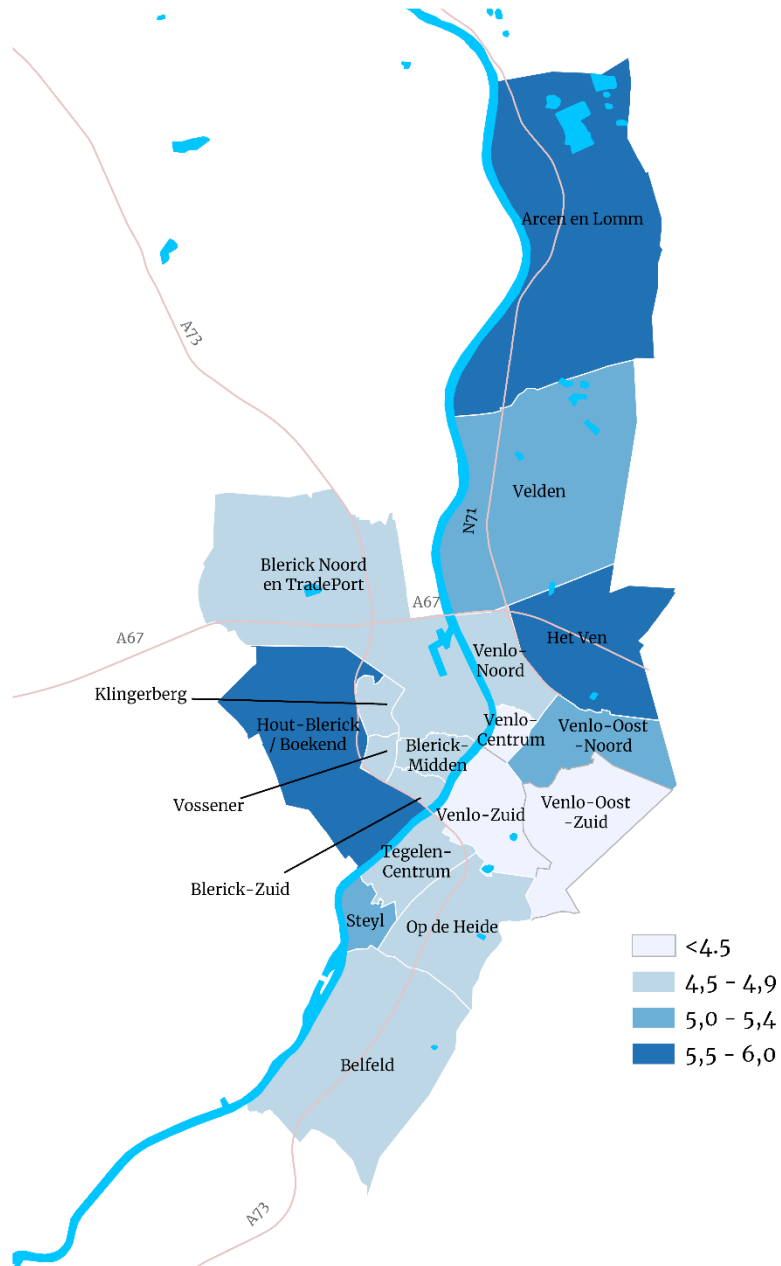 Arcen en Lomm
A73
Velden
N71
Blerick Noord
en TradePort
A67
A67
Het Ven
Venlo-
Noord
Klingerberg
Hout-Blerick
/ Boekend
Venlo-
Centrum
Venlo-Oost
-Noord
Blerick-
Midden
Vossener
Venlo-Zuid
Venlo-Oost
-Zuid
Blerick-Zuid
Tegelen-
Centrum
Steyl
Op de Heide
<4.5
4,5 - 4,9
5,0 - 5,4
5,5 - 6,0
Belfeld
A73